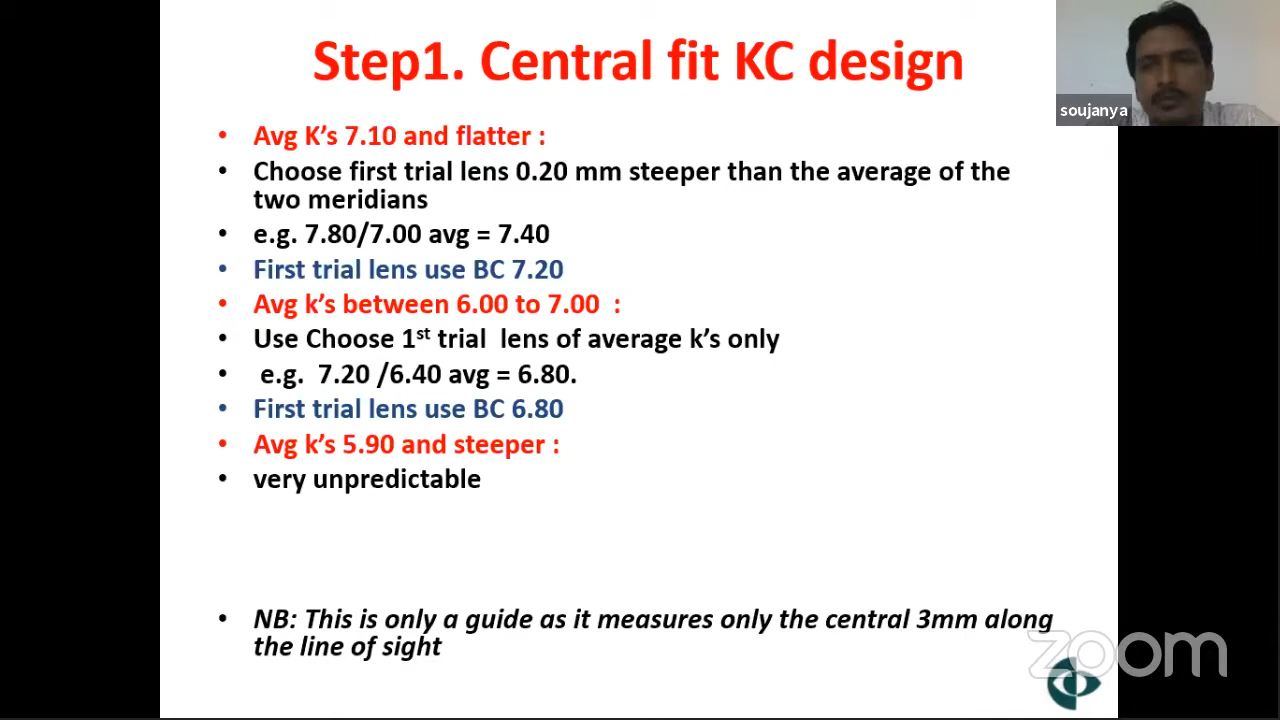 Step1. Central fit KC design
soujanya
• Avg K's 7.10 and flatter :
• Choose first trial lens 0.20 mm steeper than the average of the
two meridians
• e.g. 7.80/7.00 avg = 7.40
• First trial lens use BC 7.20
• Avg k's between 6.00 to 7.00 :
• Use Choose 1st trial lens of average k's only
• e.g. 7.20 /6.40 avg = 6.80.
• First trial lens use BC 6.80
• Avg k's 5.90 and steeper :
• very unpredictable
• NB: This is only a guide as it measures only the central 3mm along
the line of sight
zoom